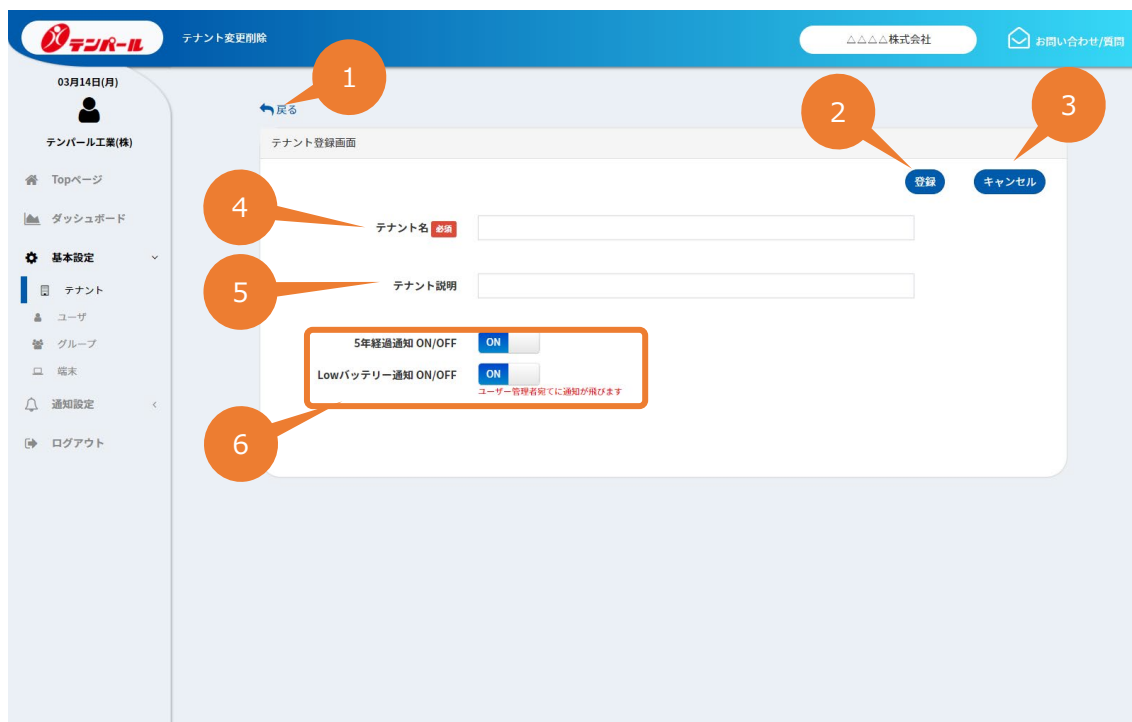 テンパール
テナント変更削除
△△△△株式会社
お問い合わせ/質問
03月14日(月)
テンパール工業(株)
Topページ
ダッシュボード
基本設定
テナント
ユーザ
グループ
端末
通知設定
ログアウト
1
戻る
2
3
テナント登録画面
登録
キャンセル
4
テナント名 必須
5
テナント説明
5年経過通知 ON/OFF ON
Lowバッテリー通知 ON/OFF ON
ユーザー管理者宛てに通知が飛びます
6